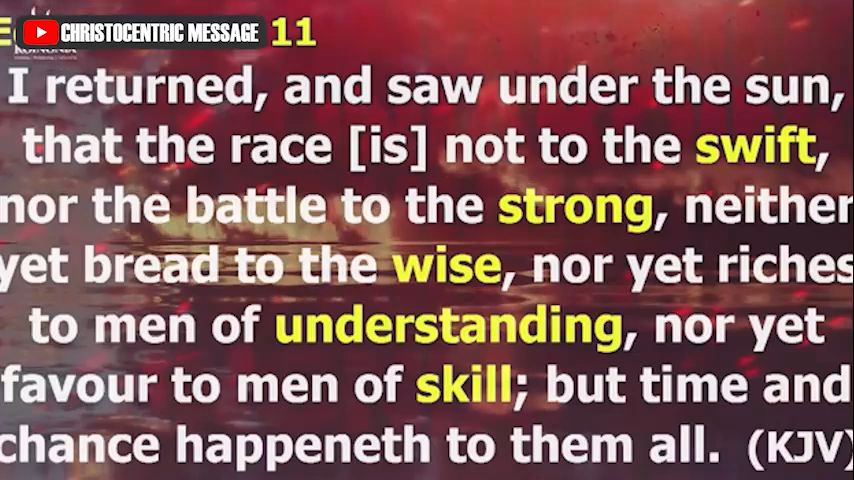 CHRISTOCENTRIC MESSAGE 11
I returned, and saw under the sun,
that the race [is] not to the swift,
nor the battle to the strong, neither
yet bread to the wise, nor yet riches
to men of understanding, nor yet
favour to men of skill; but time and
chance happeneth to them all. (KJV)